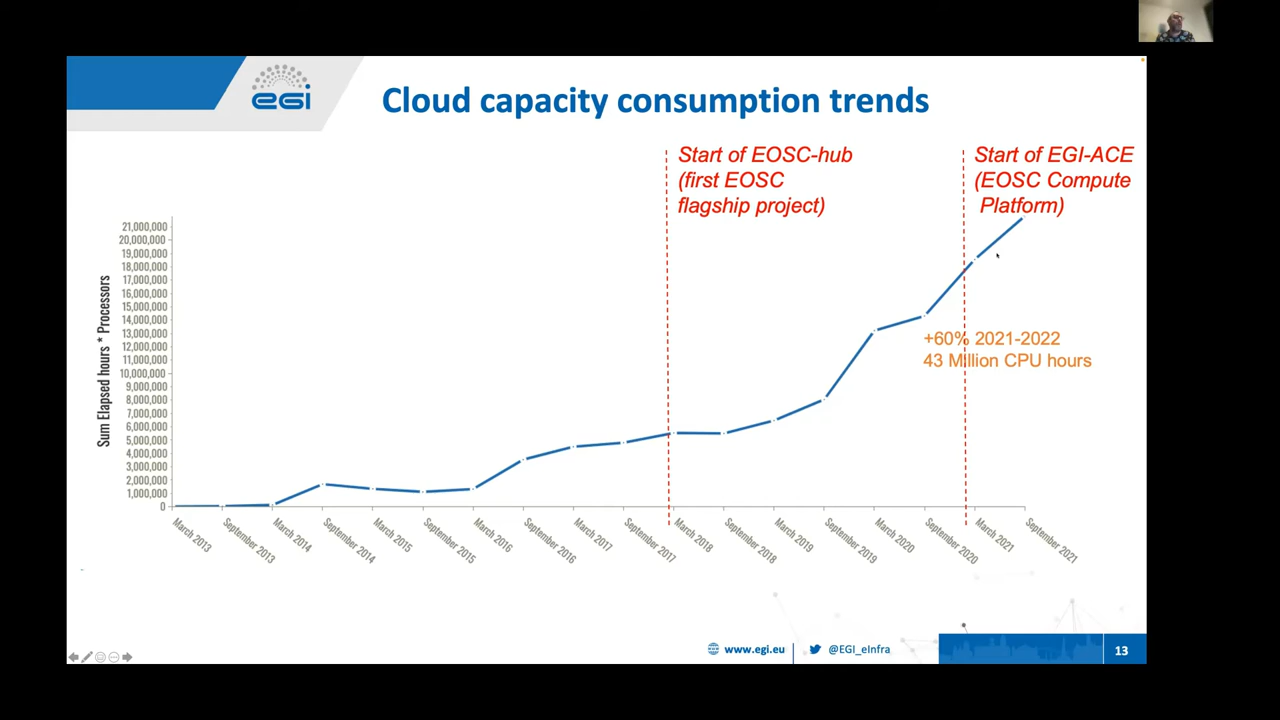 egi
Cloud capacity consumption trends
Start of EOSC-hub
(first EOSC
flagship project)
Start of EGI-ACE
(EOSC Compute
Platform)
Sum Elapsed hours * Processors
21,000,000
20,000,000
19,000,000
18,000,000
17,000,000
16,000,000
15,000,000
14,000,000
13,000,000
12,000,000
11,000,000
10,000,000
9,000,000
8,000,000
7,000,000
6,000,000
5,000,000
4,000,000
3,000,000
2,000,000
1,000,000
0
+60% 2021-2022
43 Million CPU hours
March 2013
September 2013
March 2014
September 2014
March 2015
September 2015
March 2016
September 2016
March 2017
September 2017
March 2018
September 2018
March 2019
September 2019
March 2020
September 2020
March 2021
September 2021
www.egi.eu
@EGI_eInfra
13